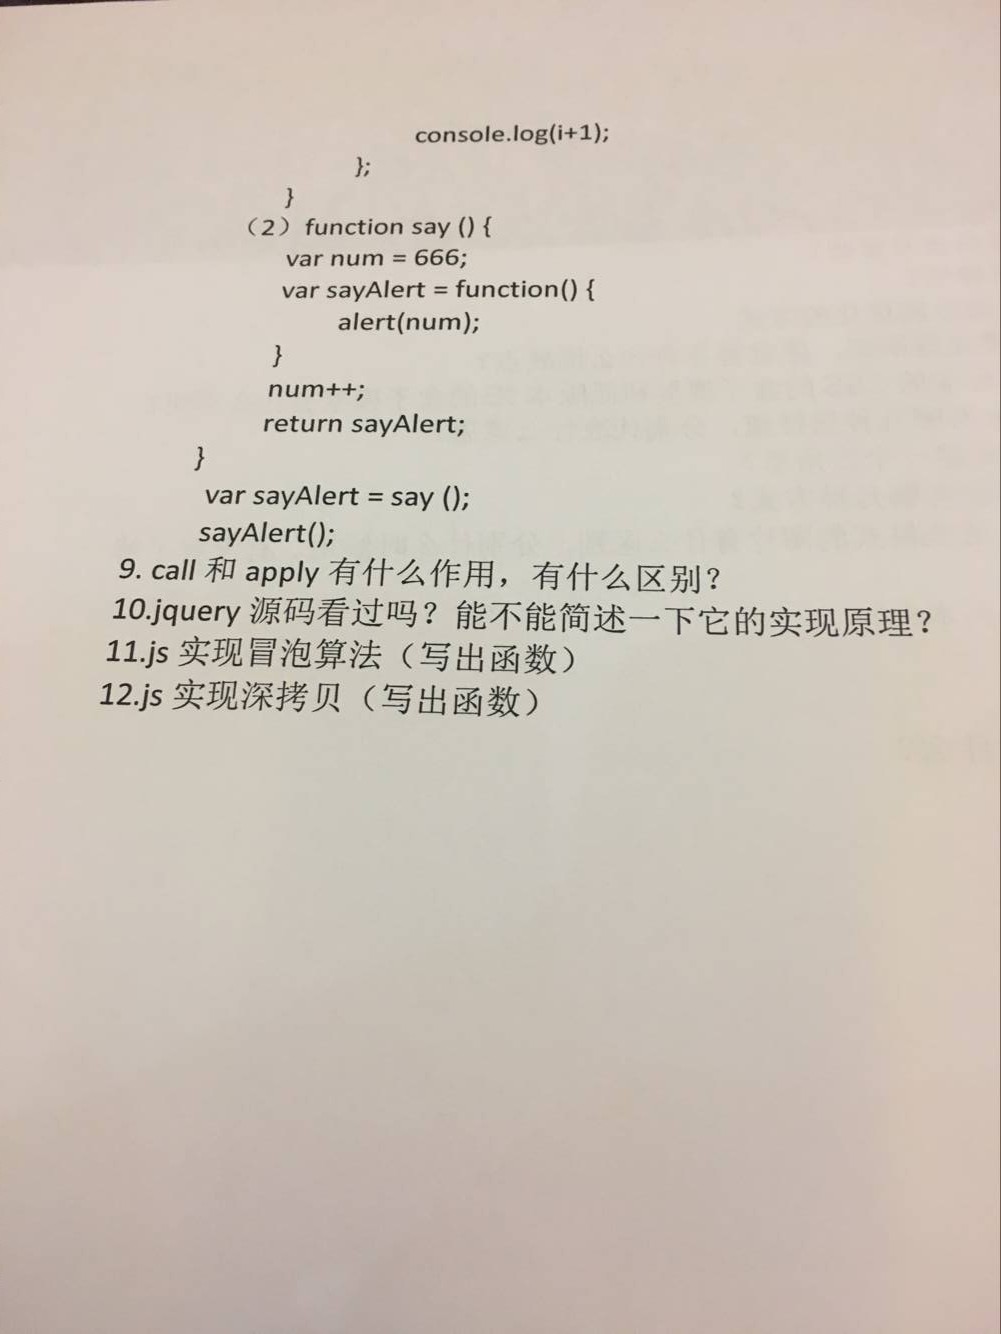 console.log(i+1);
};
}
（2）function say () {
var num = 666;
var sayAlert = function() {
alert(num);
}
num++;
return sayAlert;
}
var sayAlert = say ();
sayAlert();
9. call 和 apply 有什么作用，有什么区别？
10.jquery 源码看过吗？能不能简述一下它的实现原理？
11.js 实现冒泡算法（写出函数）
12.js 实现深拷贝（写出函数）